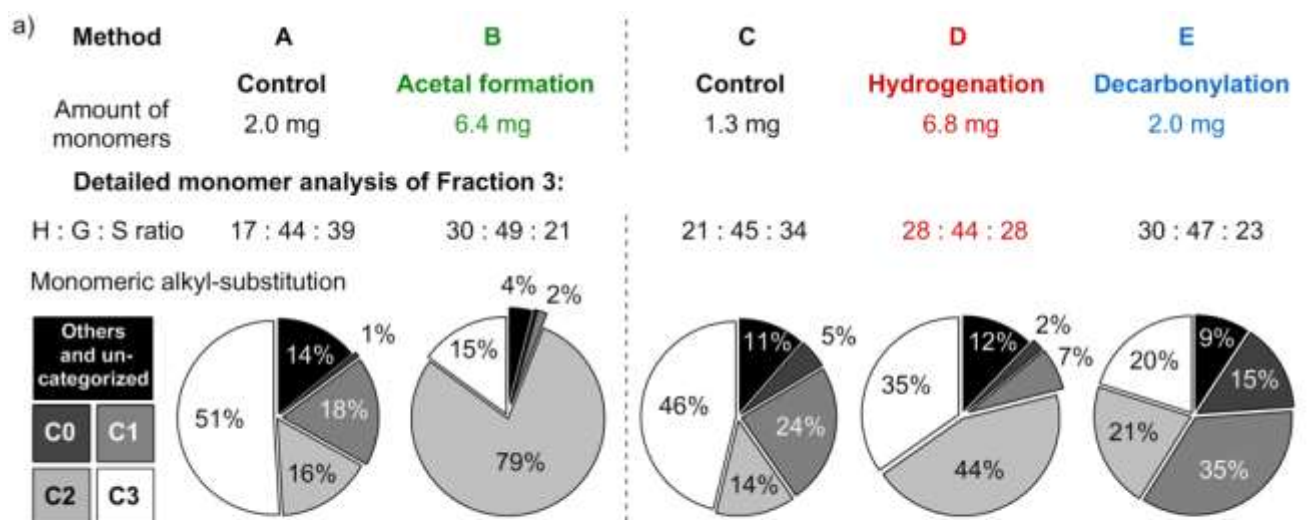 a)
Method A B C D E
Control Acetal formation Control Hydrogenation Decarbonylation
Amount of
monomers
2.0 mg 6.4 mg 1.3 mg 6.8 mg 2.0 mg
Detailed monomer analysis of Fraction 3:
H : G : S ratio 17 : 44 : 39 30 : 49 : 21 21 : 45 : 34 28 : 44 : 28 30 : 47 : 23
Monomeric alkyl-substitution
Others
and un-
categorized
C0 C1
C2 C3
14% 1% 18% 16% 51%
4% 2% 79% 15%
11% 5% 24% 14% 46%
12% 2% 7% 44% 35%
9% 15% 35% 21% 20%